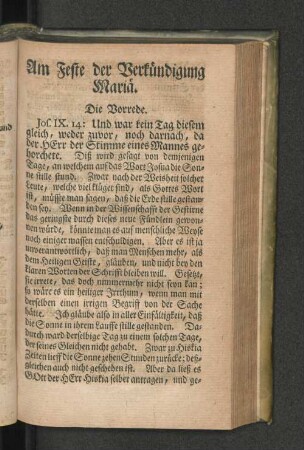 Am Feste der Verkündigung
Mariä.
Die Vorrede.
Jos. IX. 14: Und war kein Tag diesem
gleich, weder zuvor, noch darnach, da
der HErr der Stimme eines Mannes ge-
horchete. Diß wird gesagt von demjenigen
Tage, an welchem auf das Wort Josua die Son-
ne stille stund. Zwar nach der Weisheit solcher
Leute, welche viel klüger sind, als Gottes Wort
ist, müßte man sagen, daß die Erde stille gestan-
den sey. Wenn in der Wissenschaft der Gestirne
das geringste durch dieses neue Fündlein gewon-
nen würde, könnte man es auf menschliche Weyse
noch einiger massen entschuldigen. Aber es ist ja
unverantwortlich, daß man Menschen mehr, als
dem Heiligen Geiste, gläuben, und nicht bey den
klaren Worten der Schrifft bleiben will. Gesetzt,
sie irrete, das doch nimmermehr nicht seyn kan;
so wäre es ein heiliger Irrthum, wenn man mit
derselben einen irrigen Begriff von der Sache
hätte. Ich gläube also in aller Einfältigkeit, daß
die Sonne in ihrem Lauffe stille gestanden. Da-
durch ward derselbige Tag zu einem solchen Tage,
der seines Gleichen nicht gehabt. Zwar zu Hiskiä
Zeiten lieff die Sonne zehen Stunden zurücke; deß-
gleichen auch nicht geschehen ist. Aber da ließ es
GOtt der HErr Hiskia selber antragen, und ge-
und